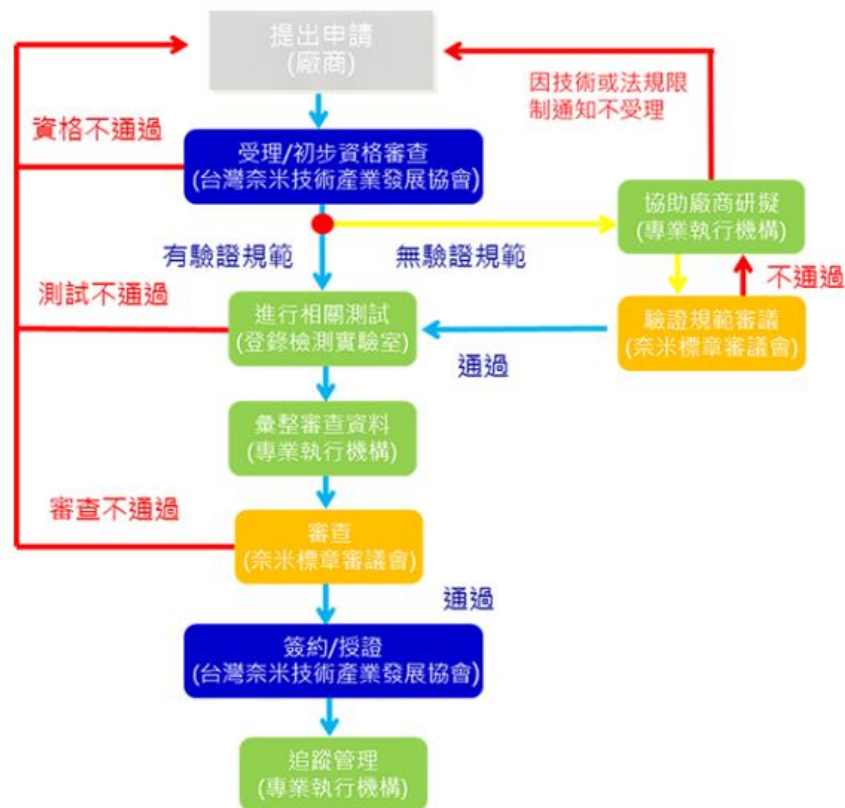 提出申請
(廠商)
因技術或法規限
制通知不受理
資格不通過
受理/初步資格審查
(台灣奈米技術產業發展協會)
協助廠商研擬
(專業執行機構)
有驗證規範
無驗證規範
不通過
測試不通過
進行相關測試
(登錄檢測實驗室)
驗證規範審議
(奈米標章審議會)
通過
彙整審查資料
(專業執行機構)
審查不通過
審查
(奈米標章審議會)
通過
簽約/授證
(台灣奈米技術產業發展協會)
追蹤管理
(專業執行機構)